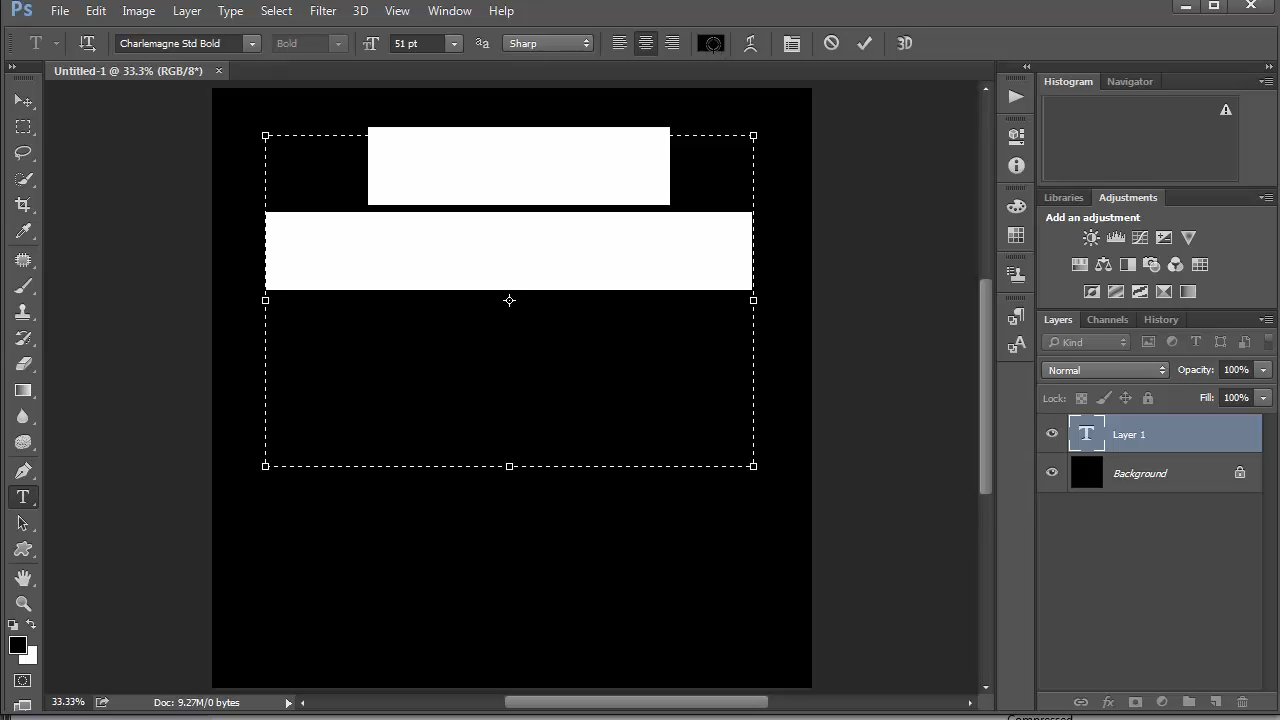 Ps File Edit Image Layer Type Select Filter 3D View Window Help
T Charlemagne Std Bold Bold 51 pt aa Sharp 3D
Untitled-1 @ 33.3% (RGB/8*) ×
Histogram Navigator
Libraries Adjustments
Add an adjustment
Layers Channels History
Kind
Normal Opacity: 100%
Lock: Fill: 100%
T Layer 1
Background
33.33% Doc: 9.27M/0 bytes
Compressed